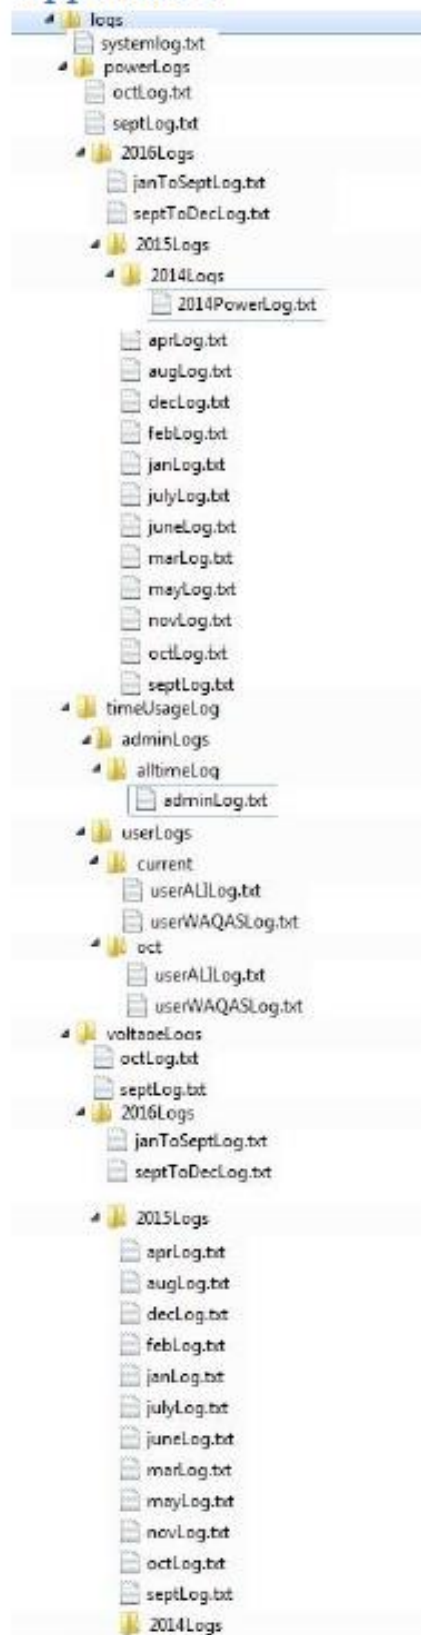 logs
systemlog.txt
powerLogs
octLog.txt
septLog.txt
2016Logs
janToSeptLog.txt
septToDecLog.txt
2015Logs
2014Logs
2014PowerLog.txt
aprLog.txt
augLog.txt
decLog.txt
febLog.txt
janLog.txt
julyLog.txt
juneLog.txt
marLog.txt
mayLog.txt
novLog.txt
octLog.txt
septLog.txt
timeUsageLog
adminLogs
alltimeLog
adminLog.txt
userLogs
current
userALILog.txt
userWAQASLog.txt
oct
userALILog.txt
userWAQASLog.txt
voltageLogs
octLog.txt
septLog.txt
2016Logs
janToSeptLog.txt
septToDecLog.txt
2015Logs
aprLog.txt
augLog.txt
decLog.txt
febLog.txt
janLog.txt
julyLog.txt
juneLog.txt
marLog.txt
mayLog.txt
novLog.txt
octLog.txt
septLog.txt
2014Logs